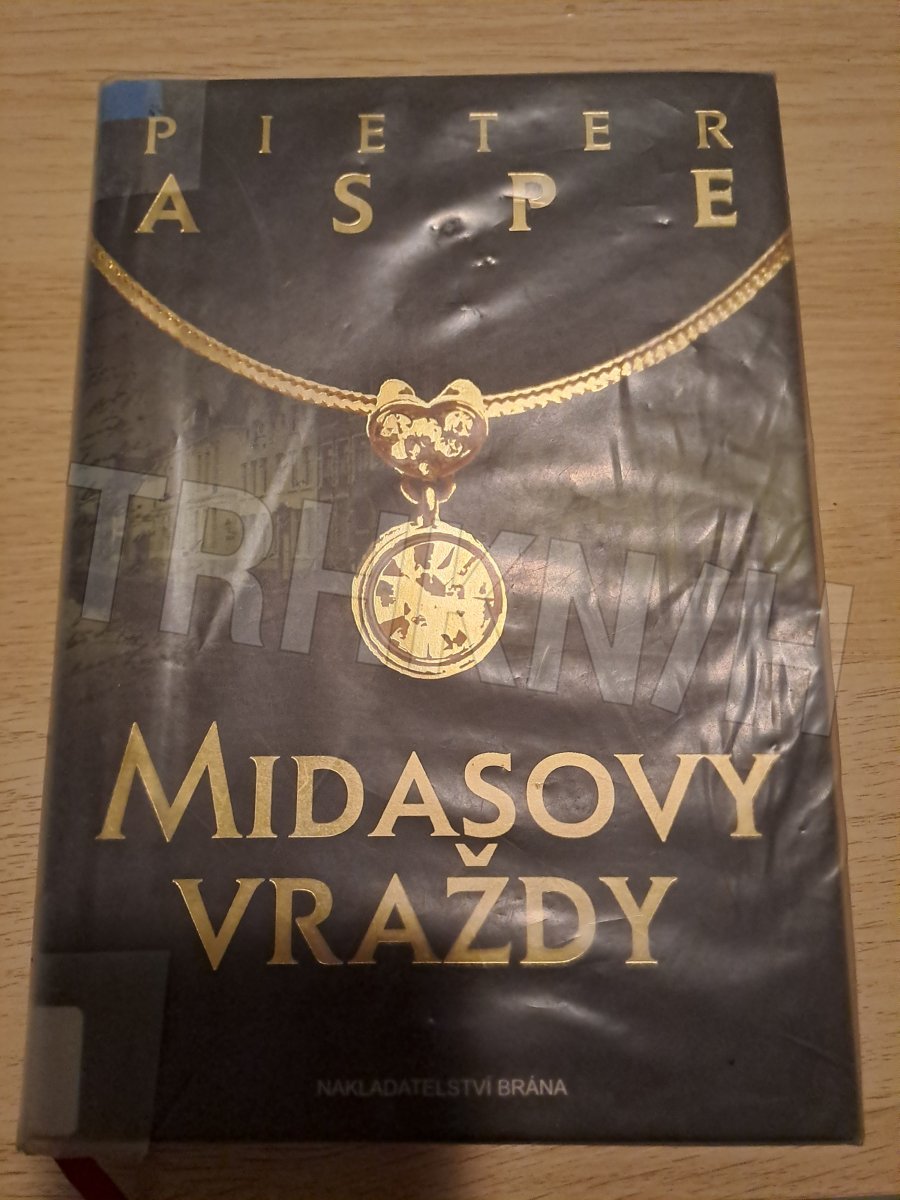 PIETER
ASPE
TRHKNIH
MIDASOVY
VRAŽDY
NAKLADATELSTVÍ BRÁNA